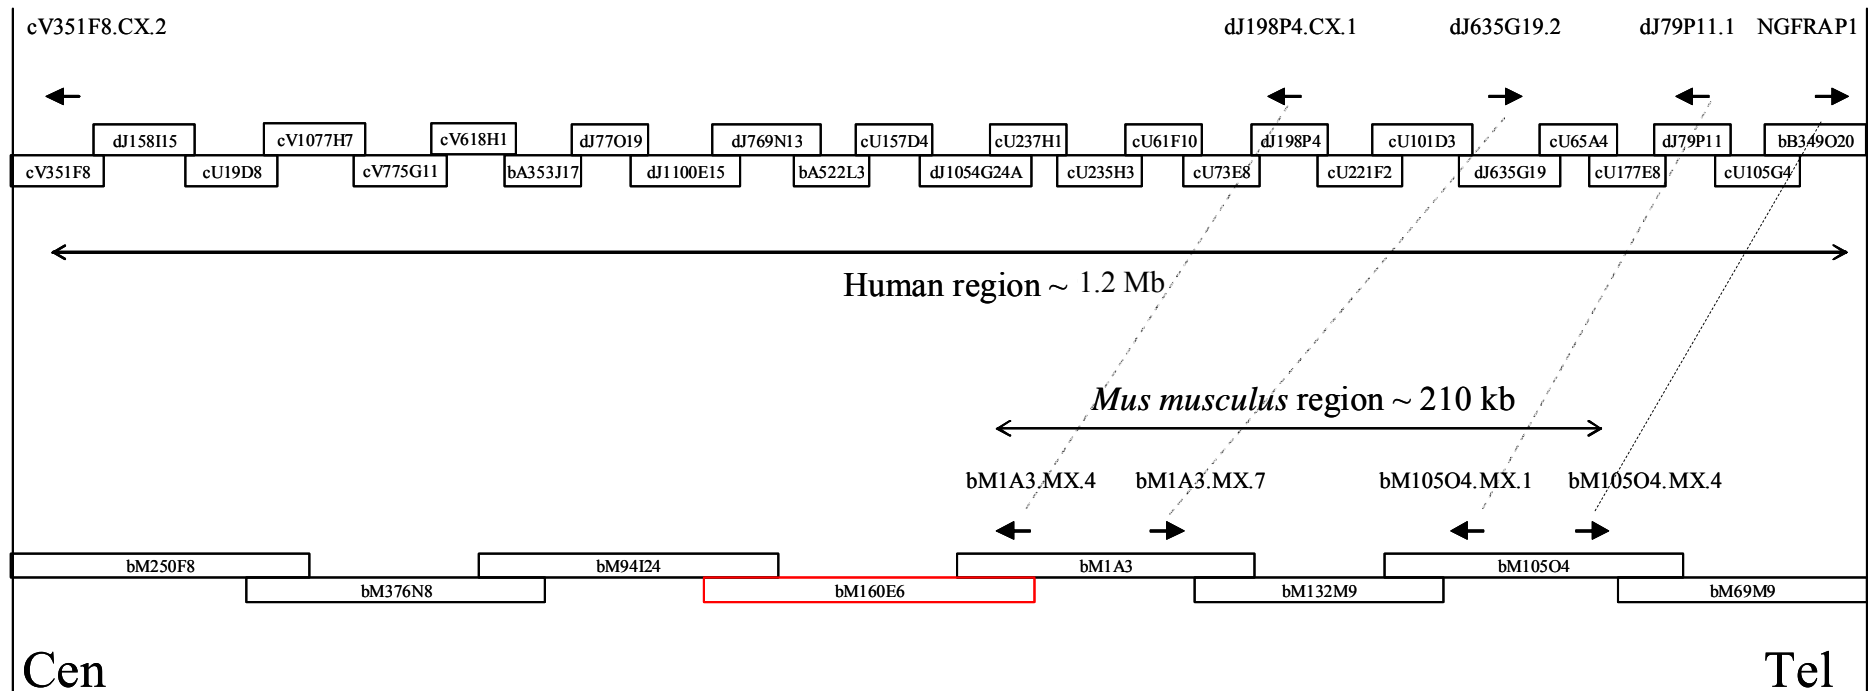 cV351F8.CX.2 dJ198P4.CX.1 dJ635G19.2 dJ79P11.1 NGFRAP1
dJ158I15 cV1077H7 cV618H1 dJ77O19 dJ769N13 cU157D4 cU237H1 cU61F10 dJ198P4 cU101D3 cU65A4 dJ79P11 bB349O20
cV351F8 cU19D8 cV775G11 bA353J17 dJ1100E15 bA522L3 dJ1054G24A cU235H3 cU73E8 cU221F2 dJ635G19 cU177E8 cU105G4
Human region ~ 1.2 Mb
Mus musculus region ~ 210 kb
bM1A3.MX.4 bM1A3.MX.7 bM105O4.MX.1 bM105O4.MX.4
bM250F8 bM94I24 bM1A3 bM105O4
bM376N8 bM160E6 bM132M9 bM69M9
Cen Tel